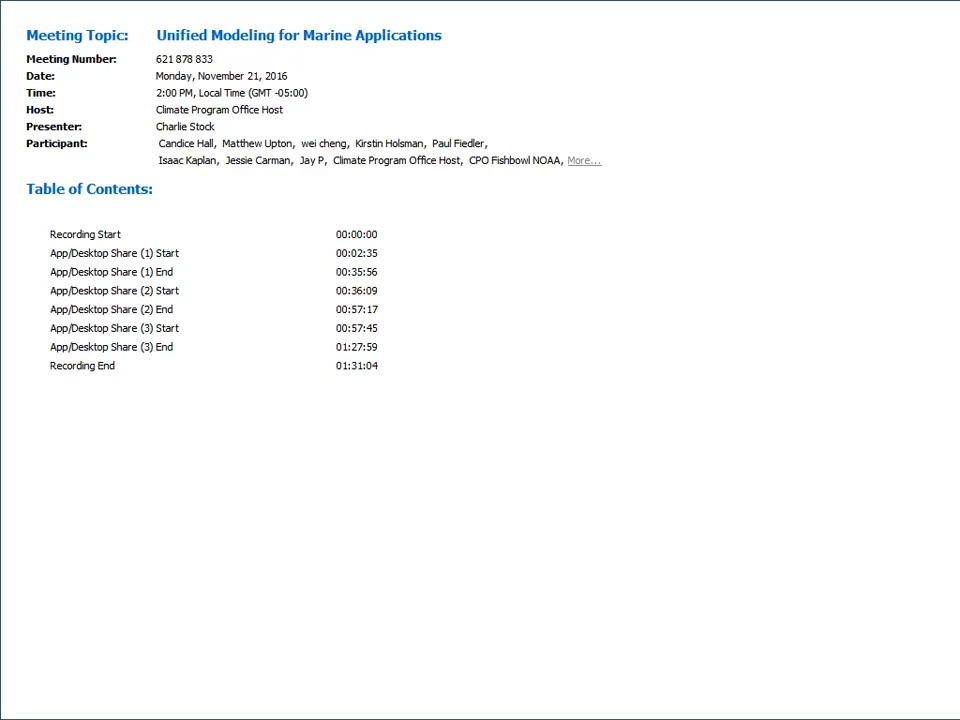 Meeting Topic: Unified Modeling for Marine Applications
Meeting Number: 621 878 833
Date: Monday, November 21, 2016
Time: 2:00 PM, Local Time (GMT -05:00)
Host: Climate Program Office Host
Presenter: Charlie Stock
Participant: Candice Hall, Matthew Upton, wei cheng, Kirstin Holsman, Paul Fiedler,
Isaac Kaplan, Jessie Carman, Jay P, Climate Program Office Host, CPO Fishbowl NOAA, More...
Table of Contents:
Recording Start 00:00:00
App/Desktop Share (1) Start 00:02:35
App/Desktop Share (1) End 00:35:56
App/Desktop Share (2) Start 00:36:09
App/Desktop Share (2) End 00:57:17
App/Desktop Share (3) Start 00:57:45
App/Desktop Share (3) End 01:27:59
Recording End 01:31:04